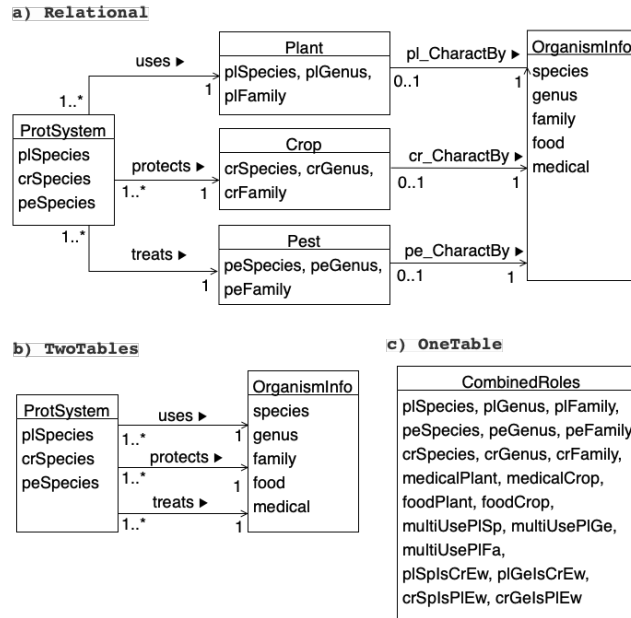 a) Relational
Plant
plSpecies, plGenus,
plFamily
uses ►
1..*
1
pl_CharactBy ►
0..1
1
OrganismInfo
species
genus
family
food
medical
ProtSystem
plSpecies
crSpecies
peSpecies
protects ►
1..*
1
Crop
crSpecies, crGenus,
crFamily
cr_CharactBy ►
0..1
1
1..*
treats ►
1
Pest
peSpecies, peGenus,
peFamily
pe_CharactBy ►
0..1
1
b) TwoTables
ProtSystem
plSpecies
crSpecies
peSpecies
uses ►
1..*
1
protects ►
1..*
1
treats ►
1..*
1
OrganismInfo
species
genus
family
food
medical
c) OneTable
CombinedRoles
plSpecies, plGenus, plFamily,
peSpecies, peGenus, peFamily
crSpecies, crGenus, crFamily,
medicalPlant, medicalCrop,
foodPlant, foodCrop,
multiUsePlSp, multiUsePlGe,
multiUsePlFa,
plSpIsCrEw, plGeIsCrEw,
crSpIsPlEw, crGeIsPlEw